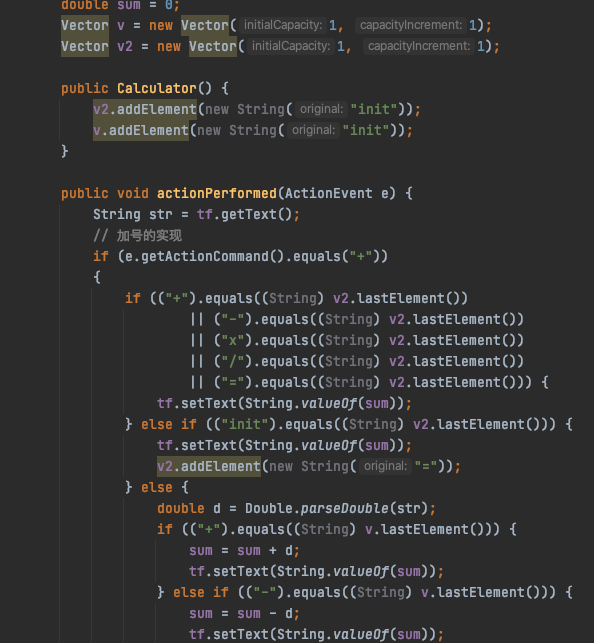 double sum = 0;
Vector v = new Vector( initialCapacity: 1, capacityIncrement: 1);
Vector v2 = new Vector( initialCapacity: 1, capacityIncrement: 1);
public Calculator() {
v2.addElement(new String( original: "init"));
v.addElement(new String( original: "init"));
}
public void actionPerformed(ActionEvent e) {
String str = tf.getText();
// 加号的实现
if (e.getActionCommand().equals("+"))
{
if (("+").equals((String) v2.lastElement())
|| ("-").equals((String) v2.lastElement())
|| ("x").equals((String) v2.lastElement())
|| ("/").equals((String) v2.lastElement())
|| ("=").equals((String) v2.lastElement())) {
tf.setText(String.valueOf(sum));
} else if (("init").equals((String) v2.lastElement())) {
tf.setText(String.valueOf(sum));
v2.addElement(new String( original: "="));
} else {
double d = Double.parseDouble(str);
if (("+").equals((String) v.lastElement())) {
sum = sum + d;
tf.setText(String.valueOf(sum));
} else if (("-").equals((String) v.lastElement())) {
sum = sum - d;
tf.setText(String.valueOf(sum));